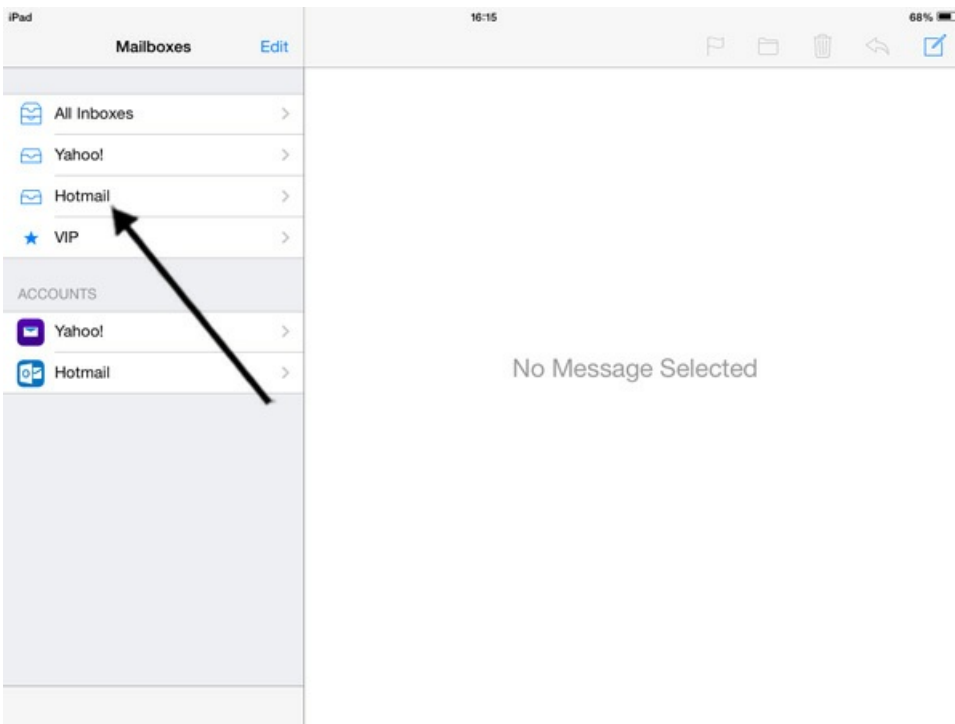 iPad 16:15 68%
Mailboxes Edit
All Inboxes
Yahoo!
Hotmail
VIP
ACCOUNTS
Yahoo!
Hotmail
No Message Selected